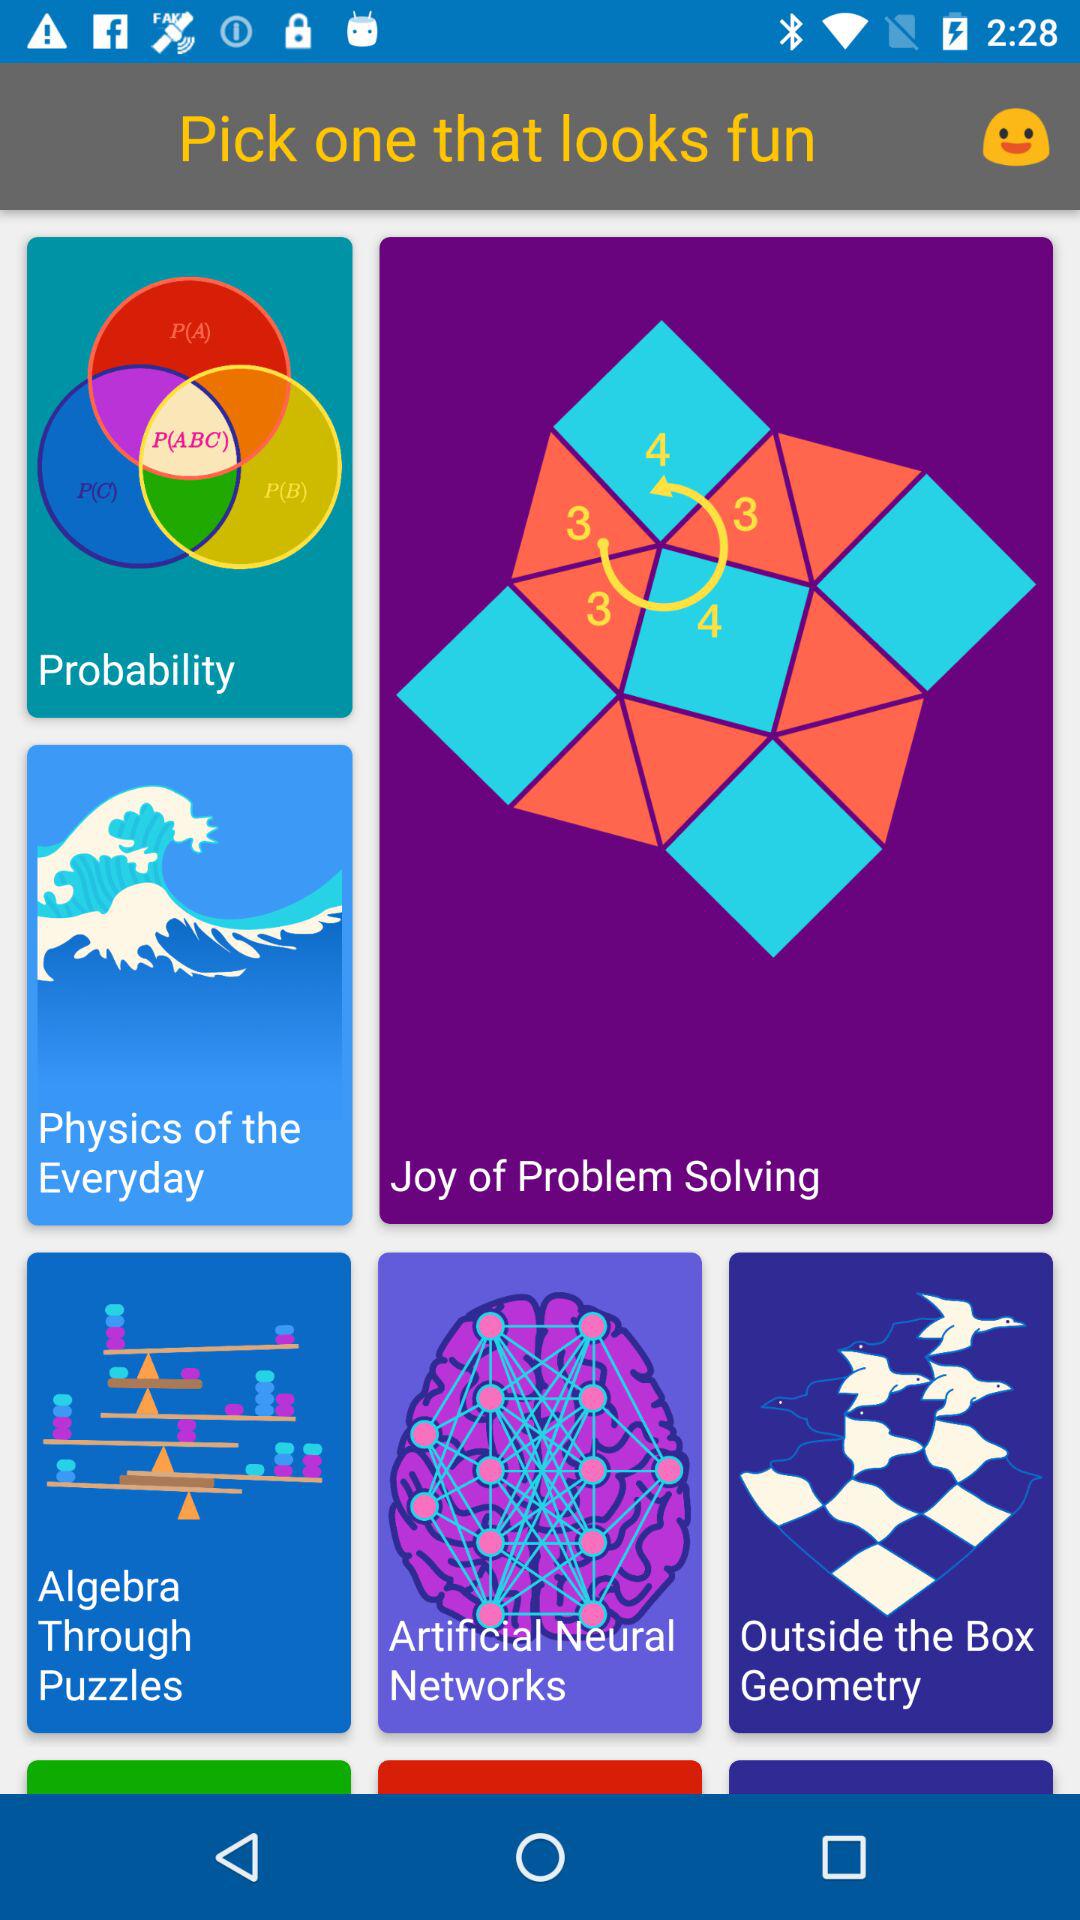 FAKE
2:28
Pick one that looks fun
P(A)
P(ABC)
P(C)
P(B)
Probability
4
3
3
3
4
Joy of Problem Solving
Physics of the
Everyday
Algebra
Through
Puzzles
Artificial Neural
Networks
Outside the Box
Geometry